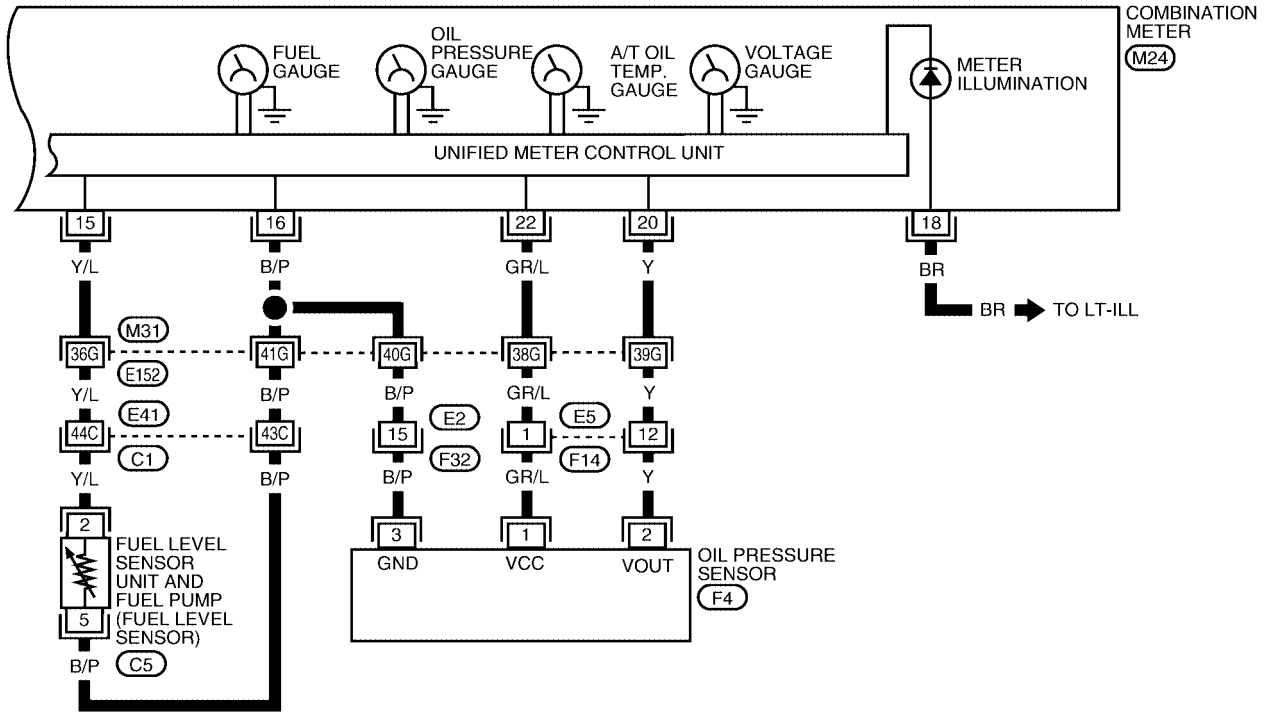 COMBINATION
METER
M24
FUEL
GAUGE
OIL
PRESSURE
GAUGE
A/T OIL
TEMP.
GAUGE
VOLTAGE
GAUGE
METER
ILLUMINATION
UNIFIED METER CONTROL UNIT
15 16 22 20 18
Y/L B/P GR/L Y BR
BR TO LT-ILL
M31
36G 41G 40G 38G 39G
E152
Y/L B/P B/P GR/L Y
E41 E2 E5
44C 43C 15 1 12
C1 F32 F14
Y/L B/P B/P GR/L Y
2 3 1 2
GND VCC VOUT
OIL PRESSURE
SENSOR
F4
FUEL LEVEL
SENSOR
UNIT AND
FUEL PUMP
(FUEL LEVEL
SENSOR)
5
B/P C5